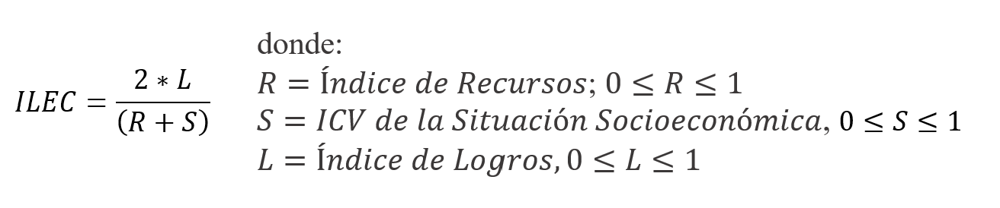 donde:
ILEC = 2 * L / (R + S)
R = Índice de Recursos; 0 ≤ R ≤ 1
S = ICV de la Situación Socioeconómica, 0 ≤ S ≤ 1
L = Índice de Logros, 0 ≤ L ≤ 1